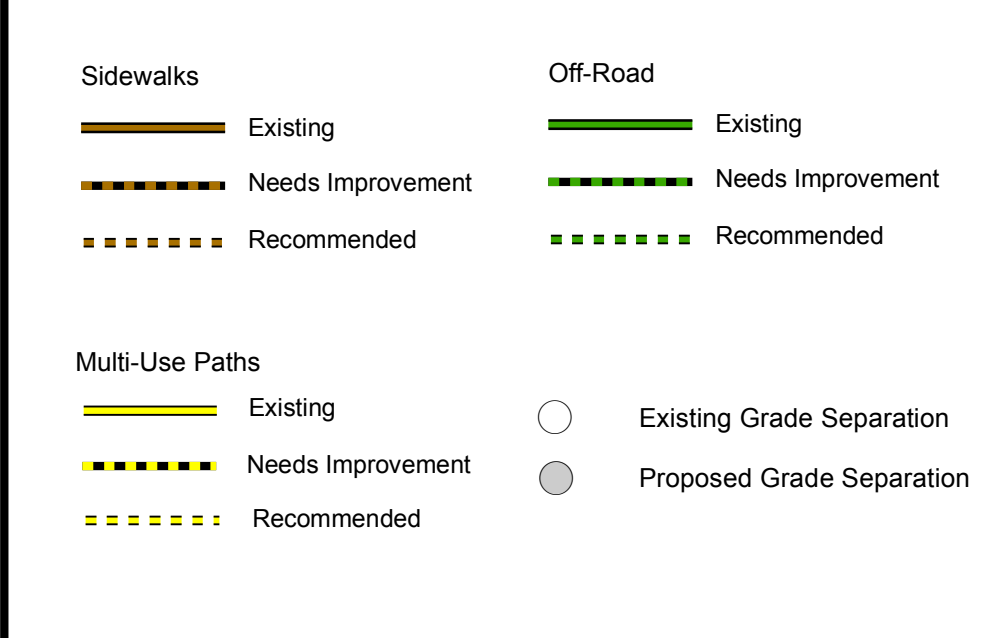 Sidewalks
Existing
Needs Improvement
Recommended
Off-Road
Existing
Needs Improvement
Recommended
Multi-Use Paths
Existing
Needs Improvement
Recommended
Existing Grade Separation
Proposed Grade Separation